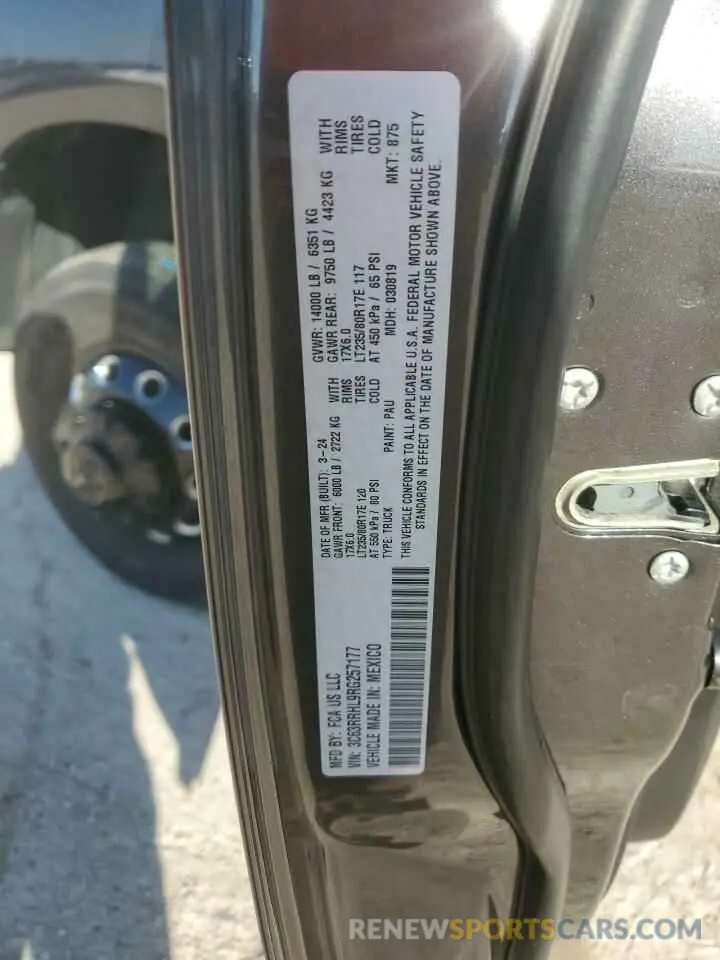 MFD BY: FCA US LLC
VIN: 3C63RRHL9RG257177
VEHICLE MADE IN: MEXICO
DATE OF MFR (BUILT): 3-24
GVWR: 14000 LB / 6351 KG
GAWR FRONT: 6000 LB / 2722 KG WITH
GAWR REAR: 9750 LB / 4423 KG WITH
17X6.0 RIMS
17X6.0 RIMS
LT235/80R17E 120 TIRES
LT235/80R17E 117 TIRES
AT 550 kPa / 80 PSI COLD
AT 450 kPa / 65 PSI COLD
TYPE: TRUCK PAINT: PAU MDH: 030819 MKT: 875
THIS VEHICLE CONFORMS TO ALL APPLICABLE U.S.A. FEDERAL MOTOR VEHICLE SAFETY
STANDARDS IN EFFECT ON THE DATE OF MANUFACTURE SHOWN ABOVE.
RENEWSPORTSCARS.COM